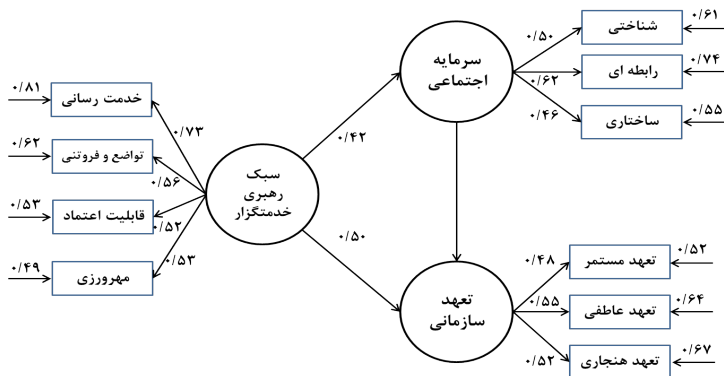 ۰/۶۱
شناختی
۰/۵۰
۰/۷۴
رابطه ای
۰/۶۲
۰/۵۵
ساختاری
۰/۴۶
سرمایه
اجتماعی
۰/۴۲
سبک
رهبری
خدمتگزار
۰/۵۰
۰/۷۳
خدمت رسانی
۰/۸۱
۰/۵۶
تواضع و فروتنی
۰/۶۲
۰/۵۲
قابلیت اعتماد
۰/۵۳
۰/۵۳
مهرورزی
۰/۴۹
تعهد
سازمانی
۰/۵۲
تعهد مستمر
۰/۴۸
۰/۶۴
تعهد عاطفی
۰/۵۵
۰/۶۷
تعهد هنجاری
۰/۵۲